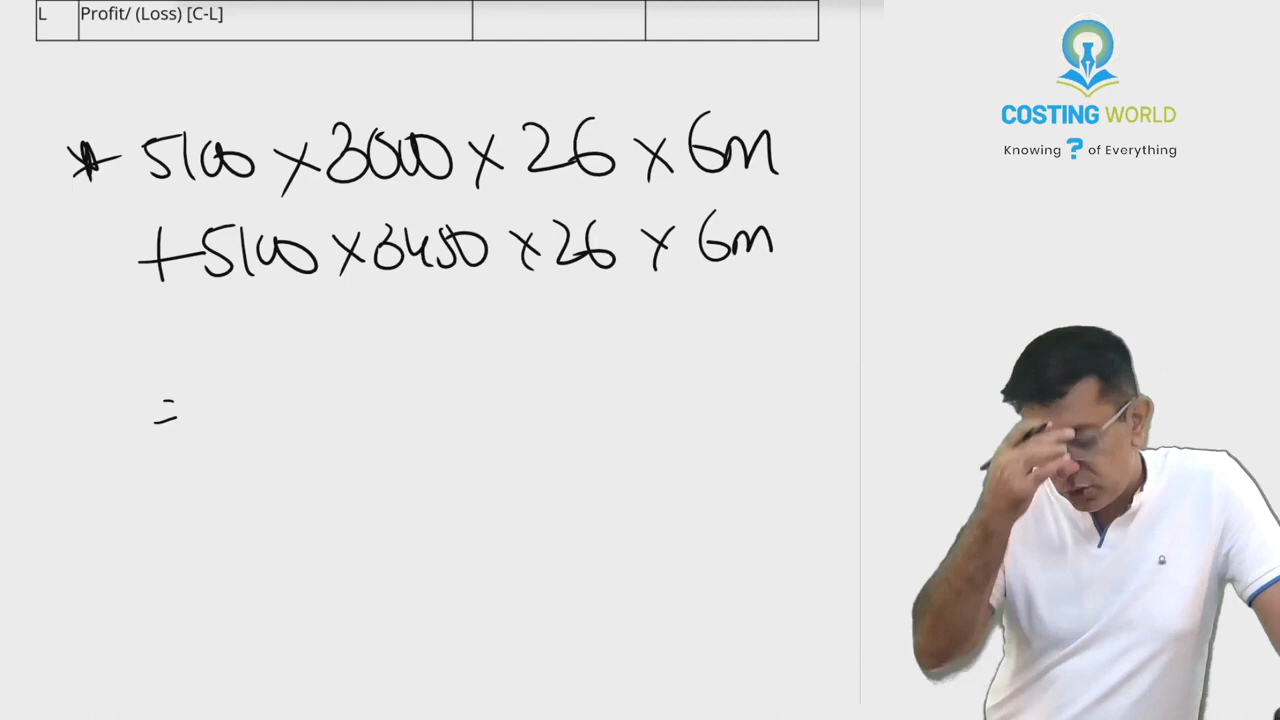 L Profit/ (Loss) [C-L]
COSTING WORLD
Knowing ? of Everything
* 5100 × 3000 × 26 × 6m
+ 5100 × 3450 × 26 × 6m
=